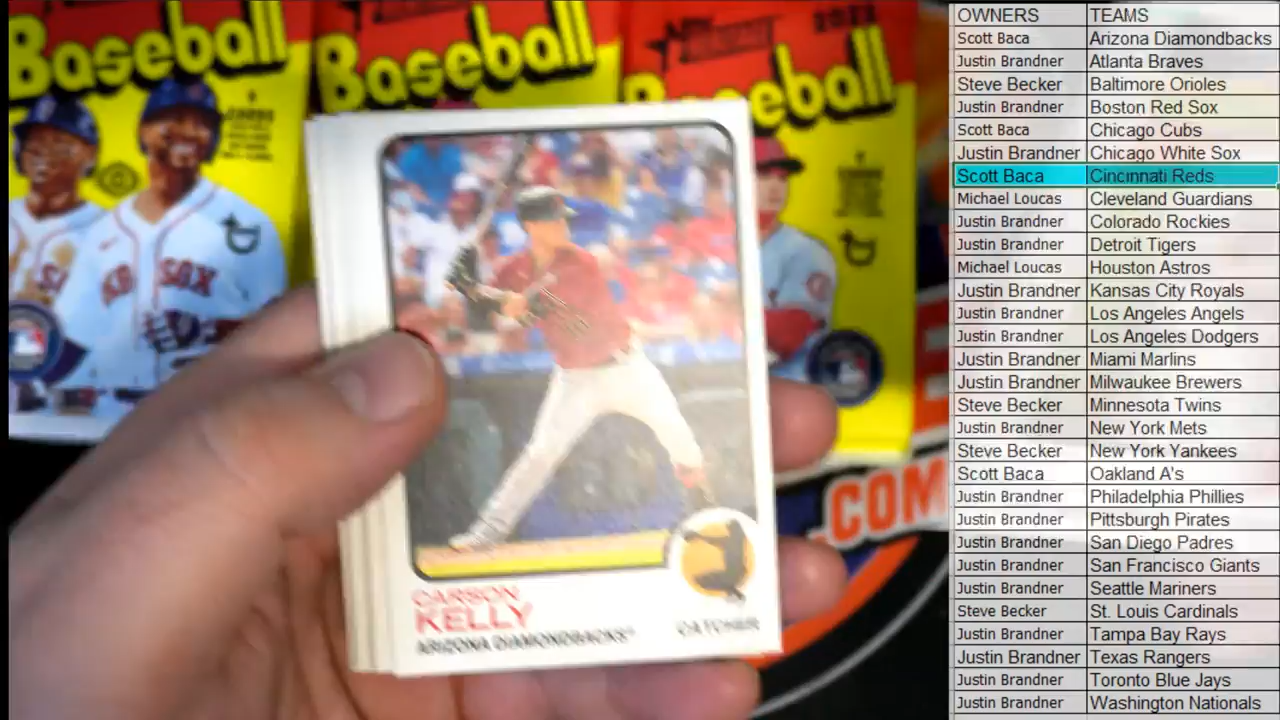 Baseball
Baseball
Baseball
SOX
.COM
CARSON
KELLY
ARIZONA DIAMONDBACKS
CATCHER
OWNERS TEAMS
Scott Baca Arizona Diamondbacks
Justin Brandner Atlanta Braves
Steve Becker Baltimore Orioles
Justin Brandner Boston Red Sox
Scott Baca Chicago Cubs
Justin Brandner Chicago White Sox
Scott Baca Cincinnati Reds
Michael Loucas Cleveland Guardians
Justin Brandner Colorado Rockies
Justin Brandner Detroit Tigers
Michael Loucas Houston Astros
Justin Brandner Kansas City Royals
Justin Brandner Los Angeles Angels
Justin Brandner Los Angeles Dodgers
Justin Brandner Miami Marlins
Justin Brandner Milwaukee Brewers
Steve Becker Minnesota Twins
Justin Brandner New York Mets
Steve Becker New York Yankees
Scott Baca Oakland A's
Justin Brandner Philadelphia Phillies
Justin Brandner Pittsburgh Pirates
Justin Brandner San Diego Padres
Justin Brandner San Francisco Giants
Justin Brandner Seattle Mariners
Steve Becker St. Louis Cardinals
Justin Brandner Tampa Bay Rays
Justin Brandner Texas Rangers
Justin Brandner Toronto Blue Jays
Justin Brandner Washington Nationals